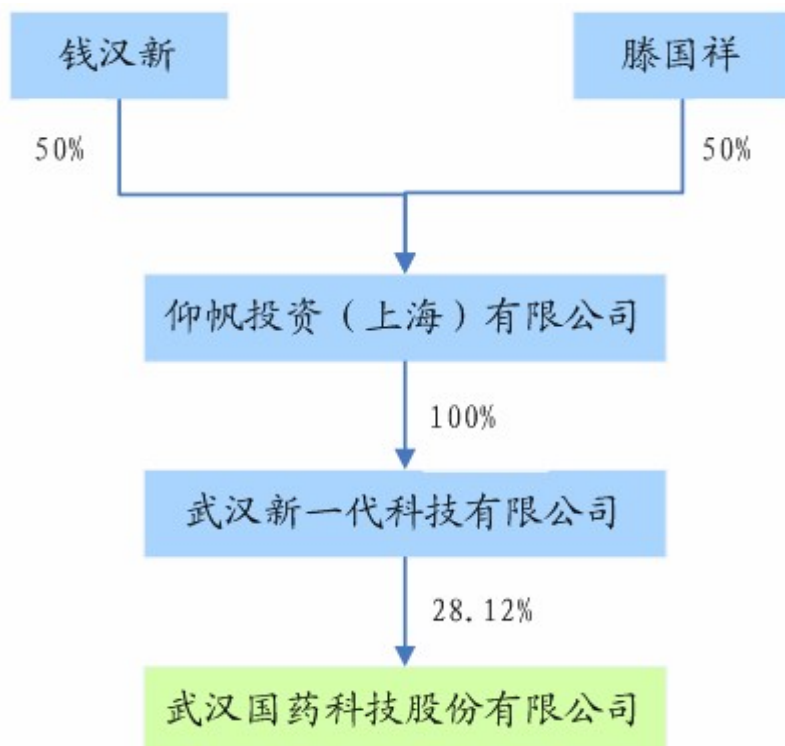 钱汉新
滕国祥
50%
50%
仰帆投资（上海）有限公司
100%
武汉新一代科技有限公司
28.12%
武汉国药科技股份有限公司